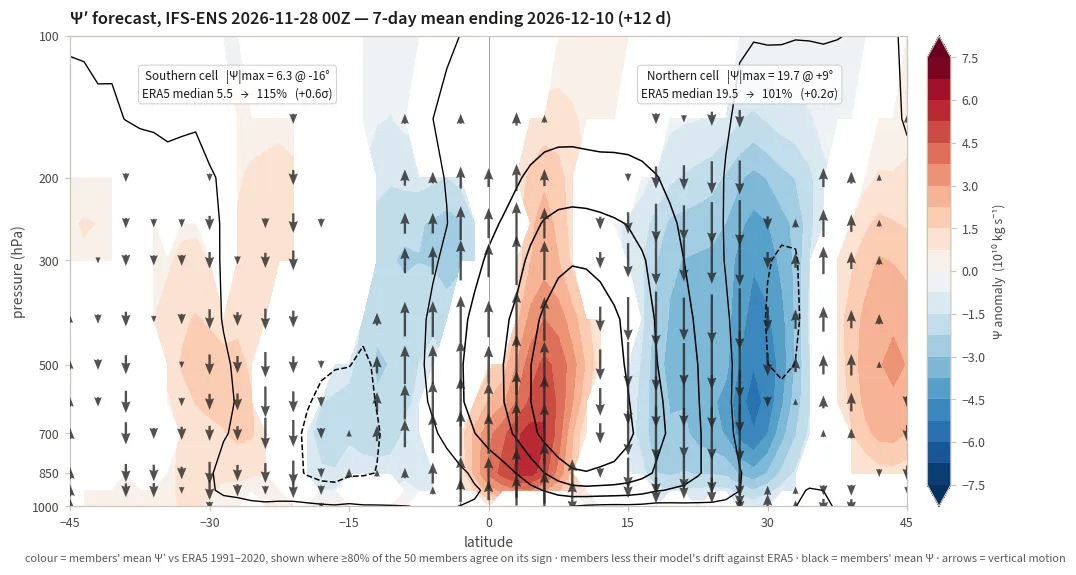 Ψ′ forecast, IFS-ENS 2026-11-28 00Z — 7-day mean ending 2026-12-10 (+12 d)
Southern cell |Ψ|max = 6.3 @ -16°
ERA5 median 5.5 → 115% (+0.6σ)
Northern cell |Ψ|max = 19.7 @ +9°
ERA5 median 19.5 → 101% (+0.2σ)
pressure (hPa)
100
200
300
400
500
700
850
1000
−45
−30
−15
0
15
30
45
latitude
7.5
6.0
4.5
3.0
1.5
0.0
−1.5
−3.0
−4.5
−6.0
−7.5
Ψ anomaly (10¹⁰ kg s⁻¹)
colour = members' mean Ψ′ vs ERA5 1991–2020, shown where ≥80% of the 50 members agree on its sign · members less their model's drift against ERA5 · black = members' mean Ψ · arrows = vertical motion